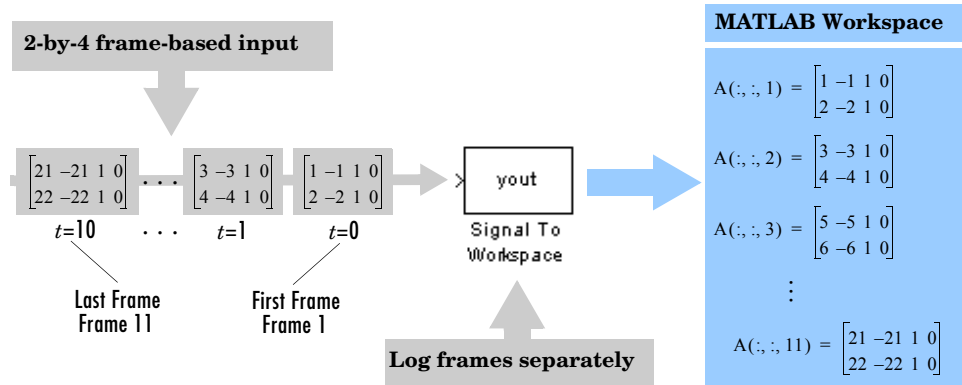 2-by-4 frame-based input
[21 –21 1 0]
[22 –22 1 0]
. . .
[3 –3 1 0]
[4 –4 1 0]
[1 –1 1 0]
[2 –2 1 0]
t=10 . . . t=1 t=0
Last Frame
Frame 11
First Frame
Frame 1
yout
Signal To
Workspace
Log frames separately
MATLAB Workspace
A(:, :, 1) = [1 –1 1 0]
[2 –2 1 0]
A(:, :, 2) = [3 –3 1 0]
[4 –4 1 0]
A(:, :, 3) = [5 –5 1 0]
[6 –6 1 0]
⋮
A(:, :, 11) = [21 –21 1 0]
[22 –22 1 0]